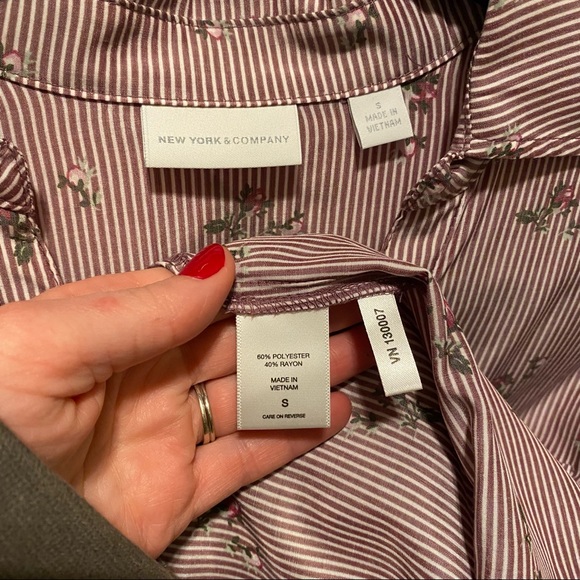 NEW YORK & COMPANY
S
MADE IN
VIETNAM
60% POLYESTER
40% RAYON
MADE IN
VIETNAM
S
CARE ON REVERSE
VN 130007